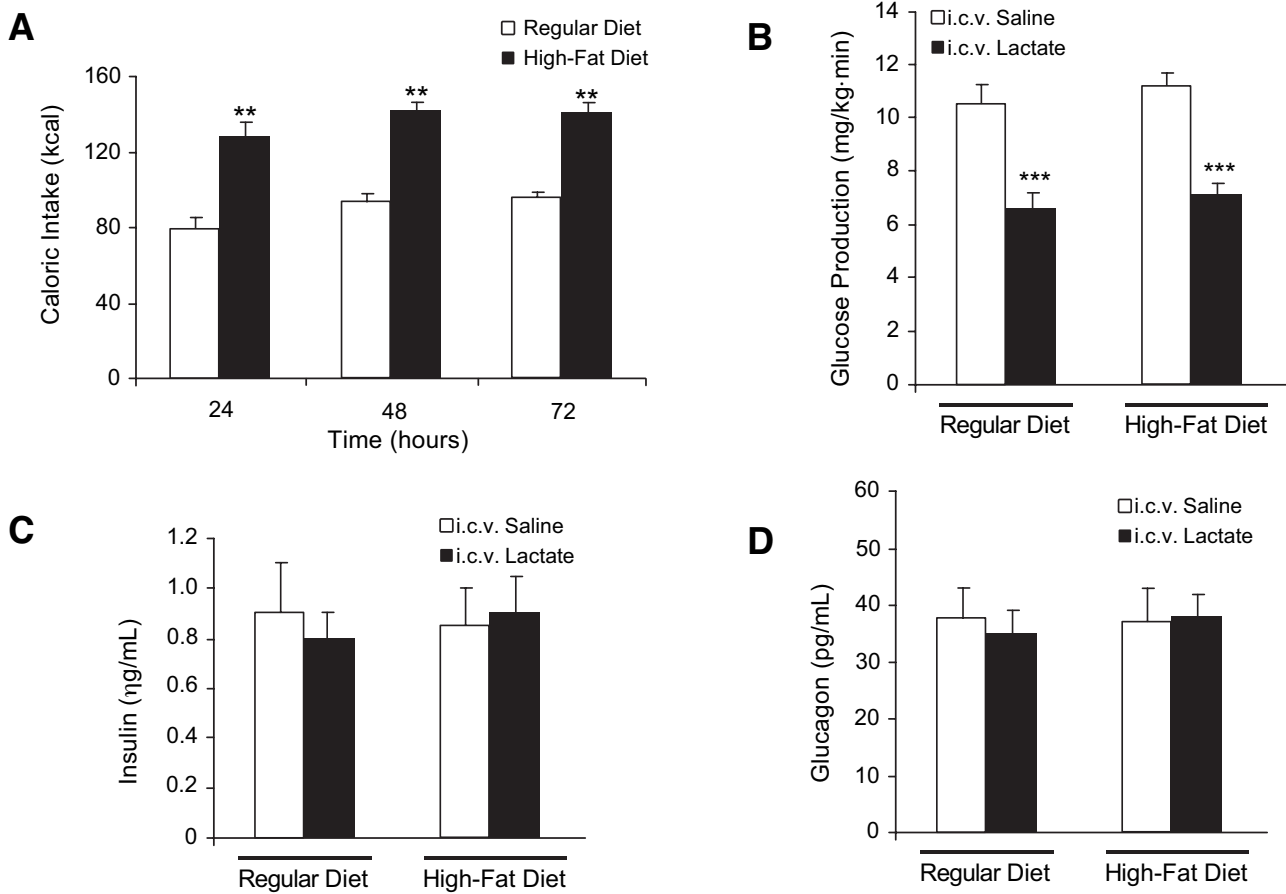 A
Regular Diet
High-Fat Diet
160
120
80
40
0
Caloric Intake (kcal)
**
**
**
24
48
72
Time (hours)
B
i.c.v. Saline
i.c.v. Lactate
14
12
10
8
6
4
2
0
Glucose Production (mg/kg·min)
***
***
Regular Diet
High-Fat Diet
C
i.c.v. Saline
i.c.v. Lactate
1.2
1.0
0.8
0.6
0.4
0.2
0
Insulin (ηg/mL)
Regular Diet
High-Fat Diet
D
i.c.v. Saline
i.c.v. Lactate
60
50
40
30
20
10
0
Glucagon (pg/mL)
Regular Diet
High-Fat Diet